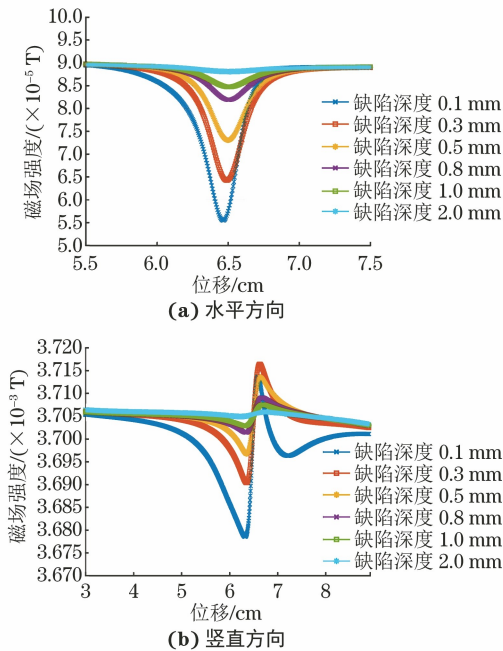 10.0
9.5
9.0
8.5
8.0
7.5
7.0
6.5
6.0
5.5
5.0
磁场强度/(×10⁻⁵ T)
缺陷深度 0.1 mm
缺陷深度 0.3 mm
缺陷深度 0.5 mm
缺陷深度 0.8 mm
缺陷深度 1.0 mm
缺陷深度 2.0 mm
5.5 6.0 6.5 7.0 7.5
位移/cm
(a) 水平方向
3.720
3.715
3.710
3.705
3.700
3.695
3.690
3.685
3.680
3.675
3.670
磁场强度/(×10⁻³ T)
缺陷深度 0.1 mm
缺陷深度 0.3 mm
缺陷深度 0.5 mm
缺陷深度 0.8 mm
缺陷深度 1.0 mm
缺陷深度 2.0 mm
3 4 5 6 7 8
位移/cm
(b) 竖直方向